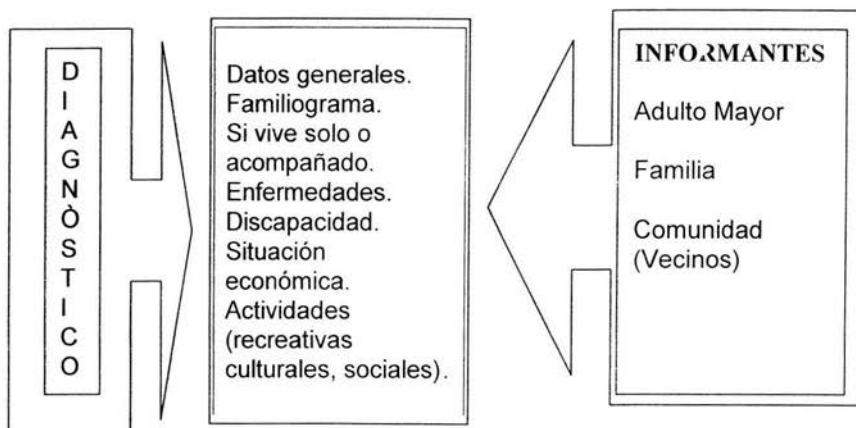 DIAGNÒSTICO
Datos generales.
Familiograma.
Si vive solo o
acompañado.
Enfermedades.
Discapacidad.
Situación
económica.
Actividades
(recreativas
culturales, sociales).
INFORMANTES
Adulto Mayor
Familia
Comunidad
(Vecinos)